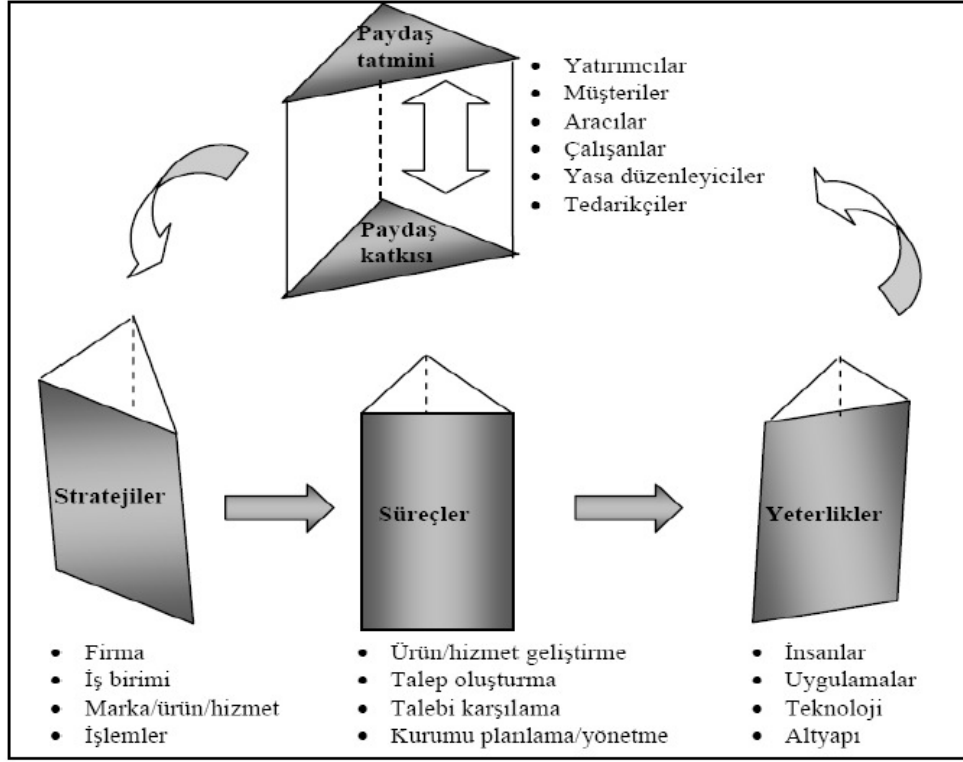 Paydaş
tatmini
• Yatırımcılar
• Müşteriler
• Aracılar
• Çalışanlar
• Yasa düzenleyiciler
• Tedarikçiler
Paydaş
katkısı
Stratejiler
Süreçler
Yeterlikler
• Firma
• İş birimi
• Marka/ürün/hizmet
• İşlemler
• Ürün/hizmet geliştirme
• Talep oluşturma
• Talebi karşılama
• Kurumu planlama/yönetme
• İnsanlar
• Uygulamalar
• Teknoloji
• Altyapı